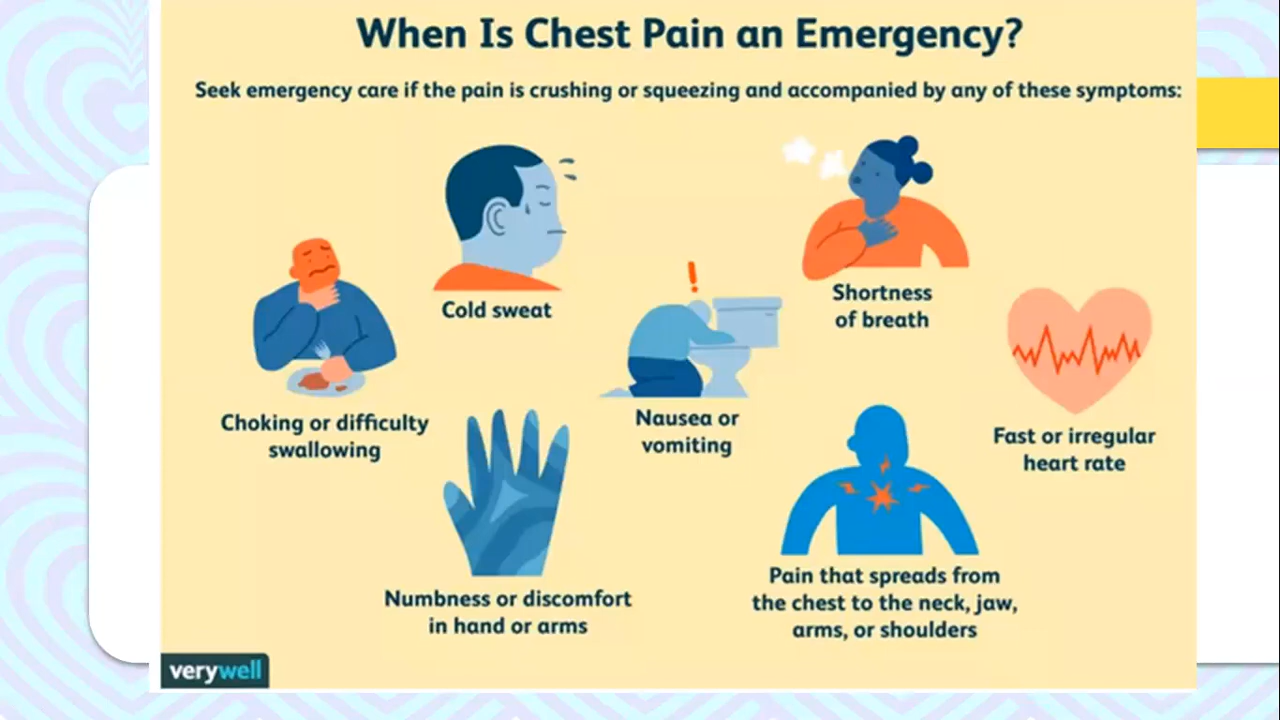 When Is Chest Pain an Emergency?
Seek emergency care if the pain is crushing or squeezing and accompanied by any of these symptoms:
Cold sweat
Shortness
of breath
Choking or difficulty
swallowing
Nausea or
vomiting
Fast or irregular
heart rate
Numbness or discomfort
in hand or arms
Pain that spreads from
the chest to the neck, jaw,
arms, or shoulders
verywell